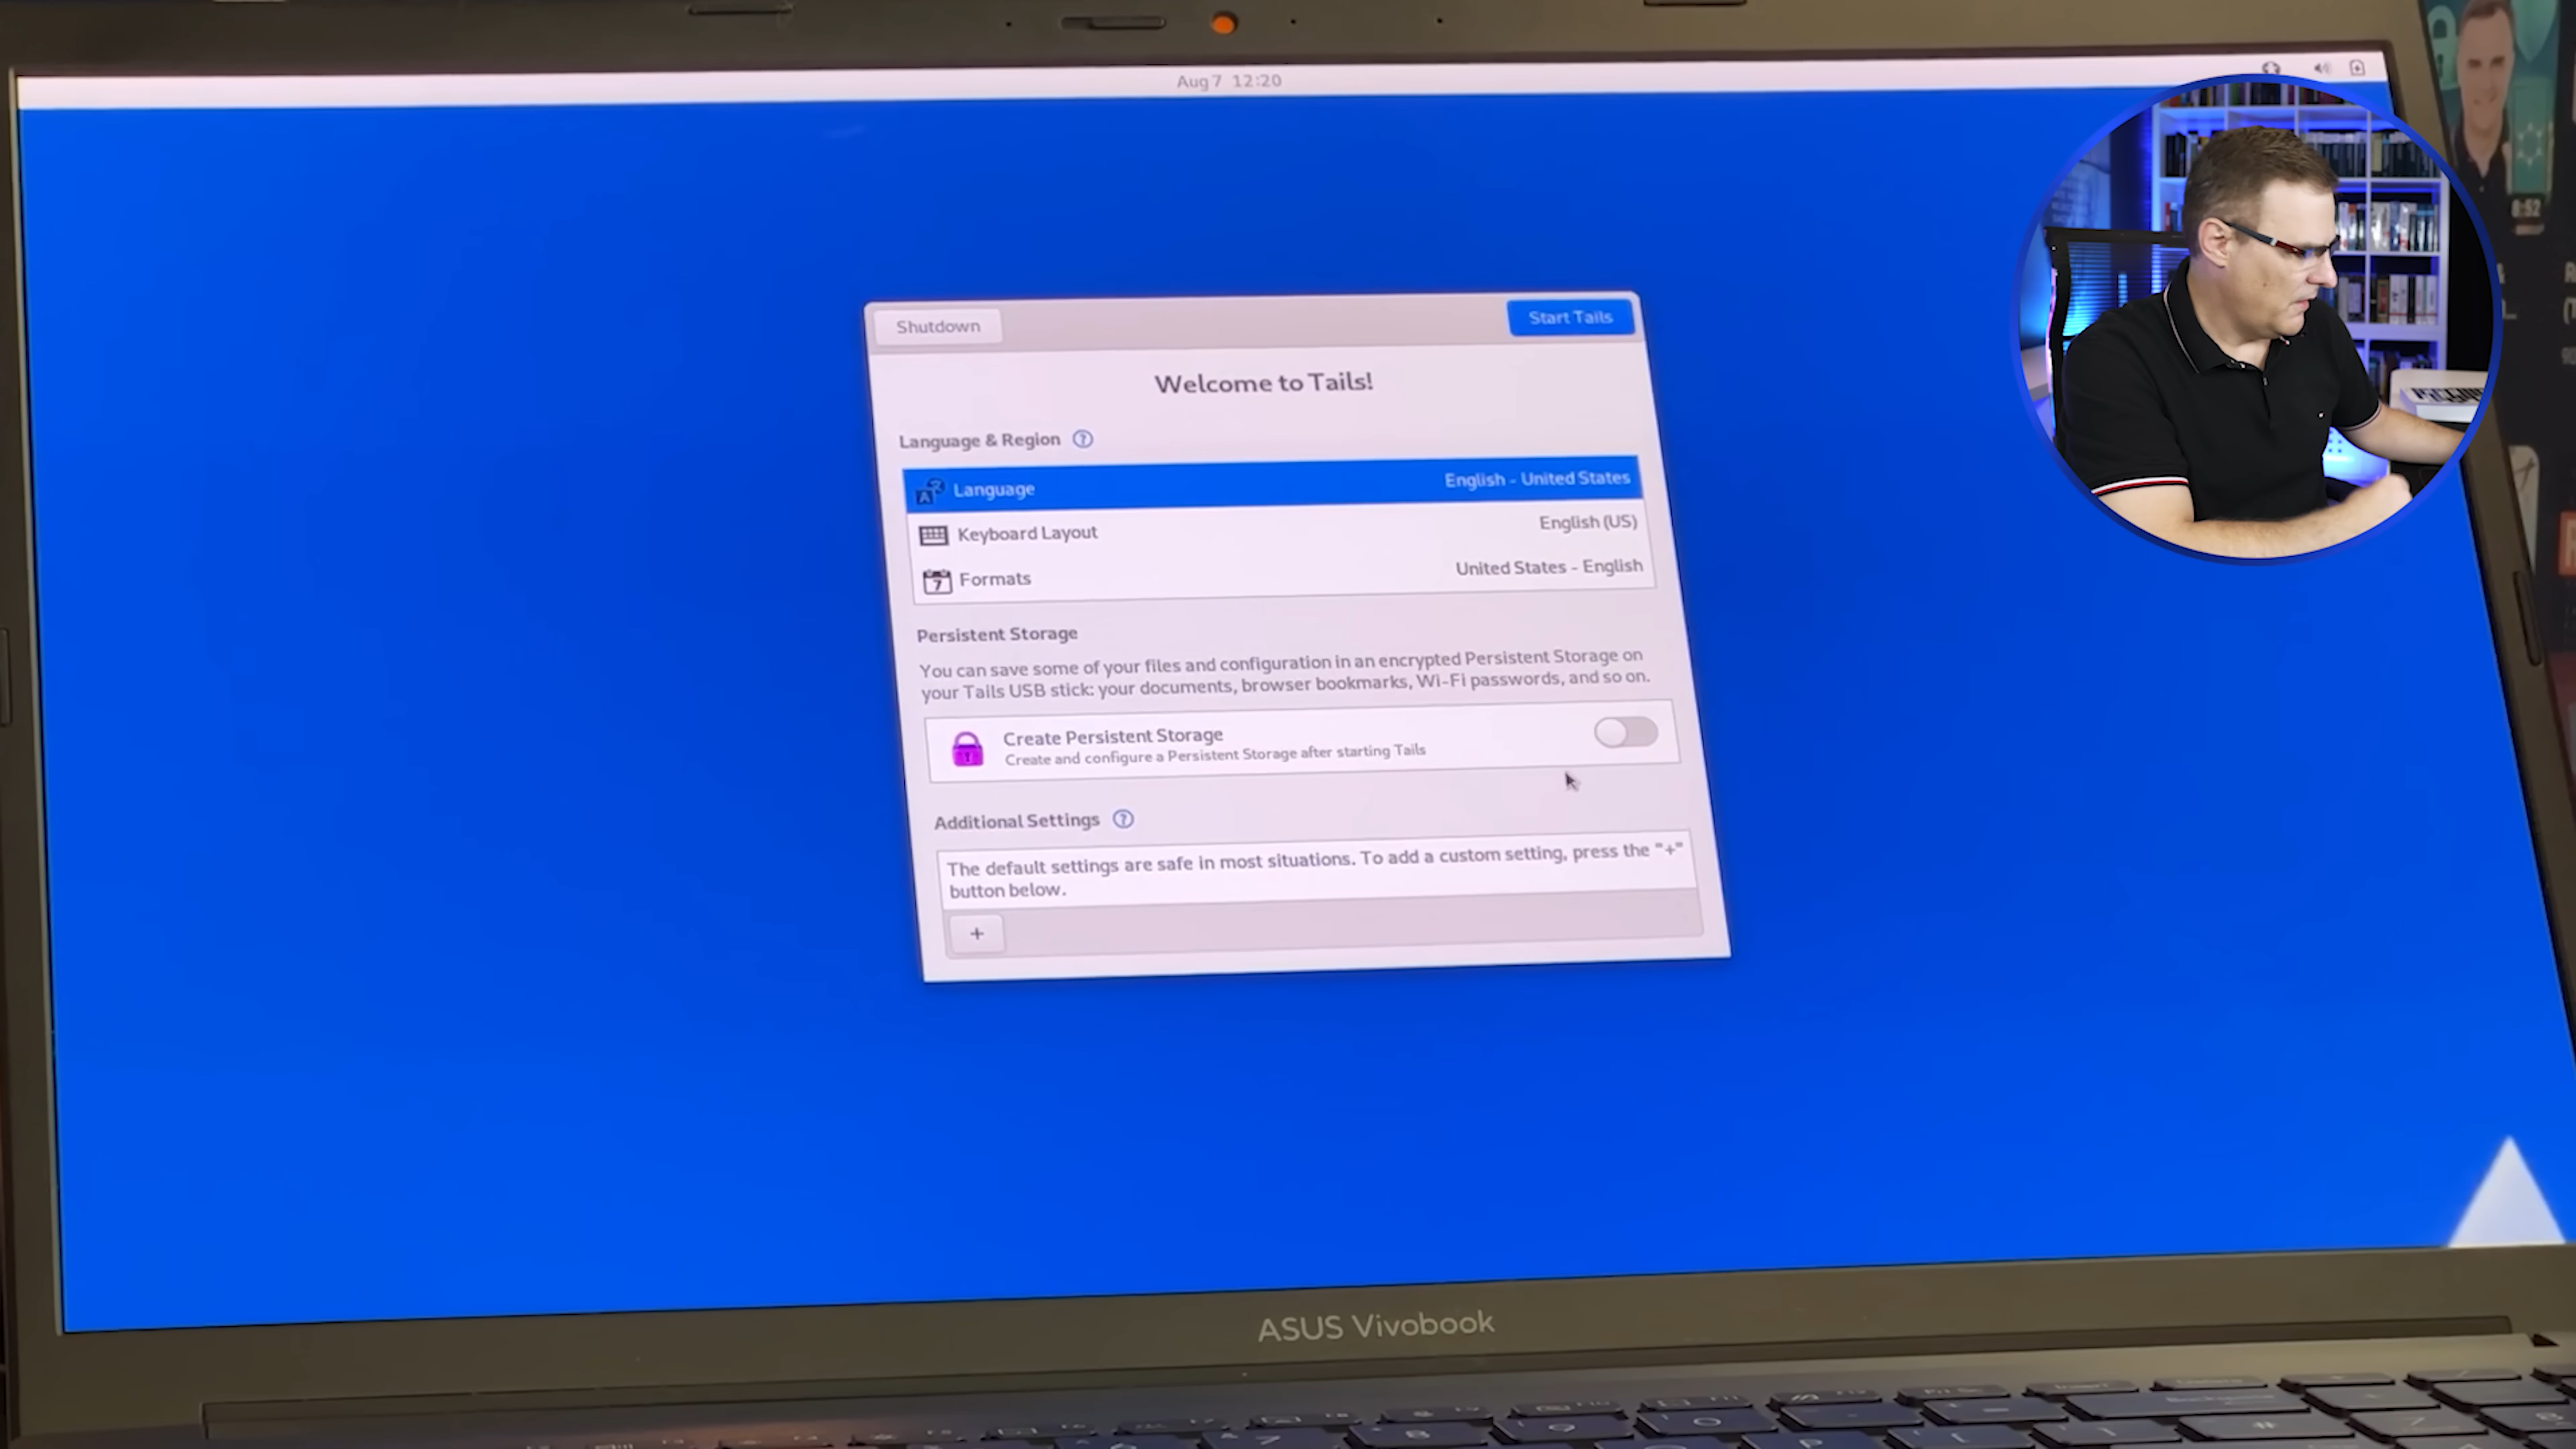 Aug 7 12:20
Shutdown
Start Tails
Welcome to Tails!
Language & Region
Language English - United States
Keyboard Layout English (US)
7 Formats United States - English
Persistent Storage
You can save some of your files and configuration in an encrypted Persistent Storage on
your Tails USB stick: your documents, browser bookmarks, Wi-Fi passwords, and so on.
Create Persistent Storage
Create and configure a Persistent Storage after starting Tails
Additional Settings
The default settings are safe in most situations. To add a custom setting, press the "+"
button below.
+
ASUS Vivobook
8:52